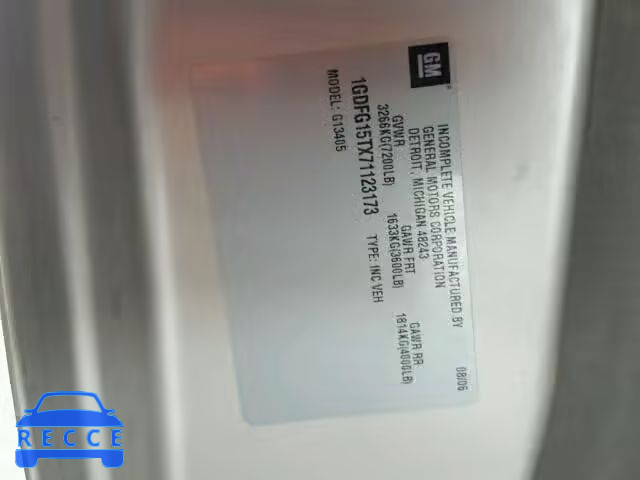 GM
INCOMPLETE VEHICLE MANUFACTURED BY
GENERAL MOTORS CORPORATION
DETROIT, MICHIGAN 48243
08/06
GVWR
GAWR FRT
GAWR RR
3266KG(7200LB)
1633KG(3600LB)
1814KG(4000LB)
1GDFG15TX71123173
TYPE: INC VEH
MODEL: G13405
RECCE